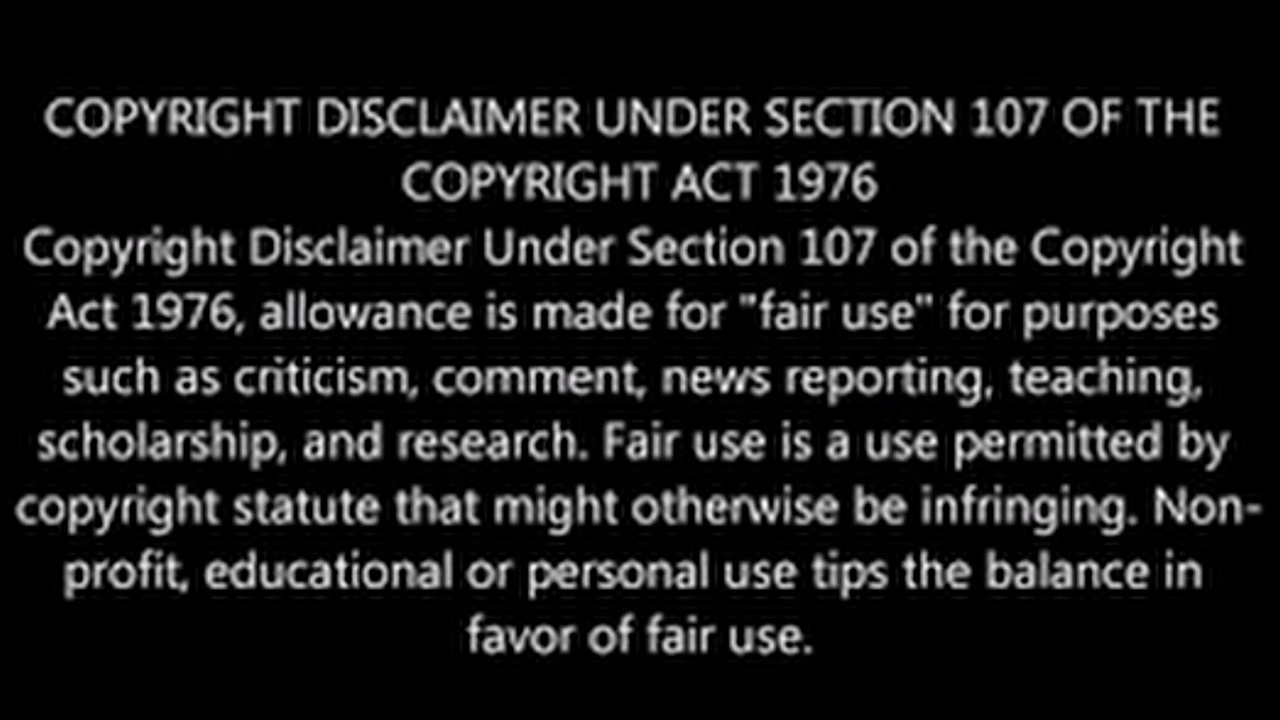 COPYRIGHT DISCLAIMER UNDER SECTION 107 OF THE
COPYRIGHT ACT 1976
Copyright Disclaimer Under Section 107 of the Copyright
Act 1976, allowance is made for "fair use" for purposes
such as criticism, comment, news reporting, teaching,
scholarship, and research. Fair use is a use permitted by
copyright statute that might otherwise be infringing. Non-
profit, educational or personal use tips the balance in
favor of fair use.